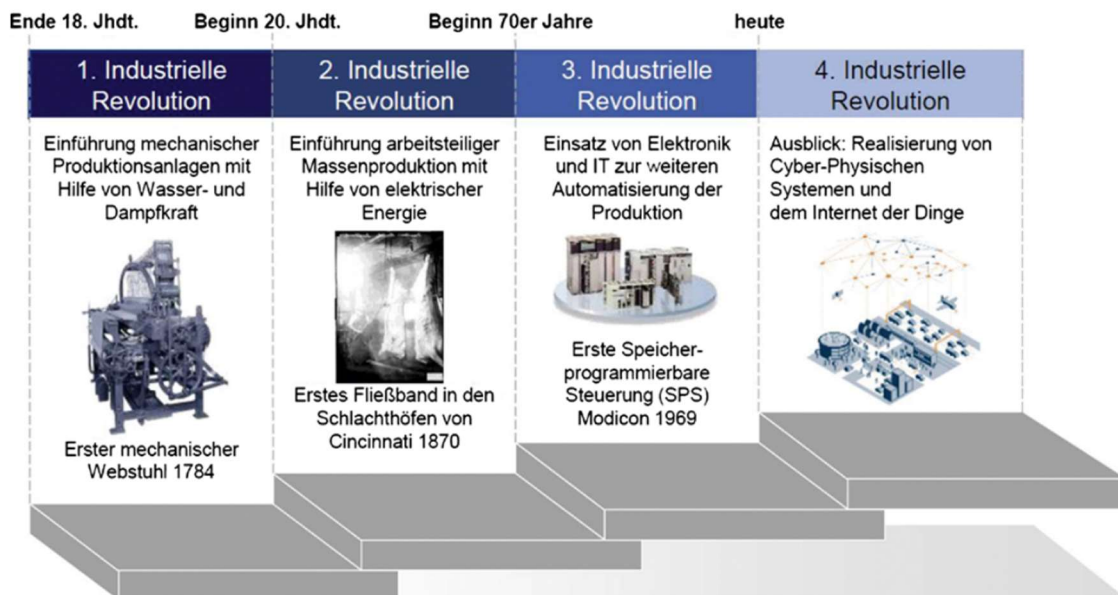 Ende 18. Jhdt.
Beginn 20. Jhdt.
Beginn 70er Jahre
heute
1. Industrielle
Revolution
2. Industrielle
Revolution
3. Industrielle
Revolution
4. Industrielle
Revolution
Einführung mechanischer
Produktionsanlagen mit
Hilfe von Wasser- und
Dampfkraft
Erster mechanischer
Webstuhl 1784
Einführung arbeitsteiliger
Massenproduktion mit
Hilfe von elektrischer
Energie
Erstes Fließband in den
Schlachthöfen von
Cincinnati 1870
Einsatz von Elektronik
und IT zur weiteren
Automatisierung der
Produktion
Erste Speicher-
programmierbare
Steuerung (SPS)
Modicon 1969
Ausblick: Realisierung von
Cyber-Physischen
Systemen und
dem Internet der Dinge